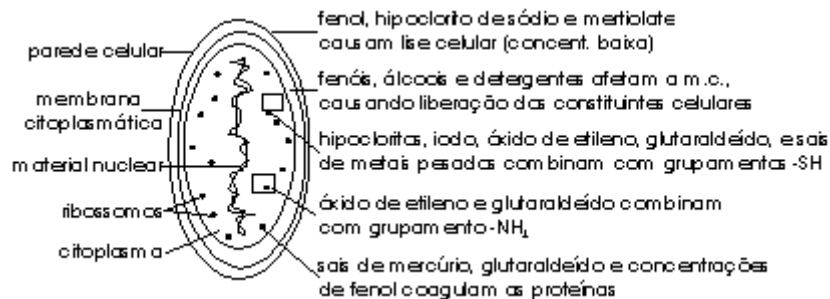 parede celular
membrana
citoplasmática
material nuclear
ribossomos
citoplasma
fenol, hipoclorito de sódio e mertiolate
causam lise celular (concent. baixa)
fenóis, álcoois e detergentes afetam a m.c.,
causando liberação dos constituintes celulares
hipocloritos, iodo, óxido de etileno, glutaraldeído, e sais
de metais pesados combinam com grupamentos -SH
óxido de etileno e glutaraldeído combinam
com grupamento -NH₂
sais de mercúrio, glutaraldeído e concentrações
de fenol coagulam as proteínas